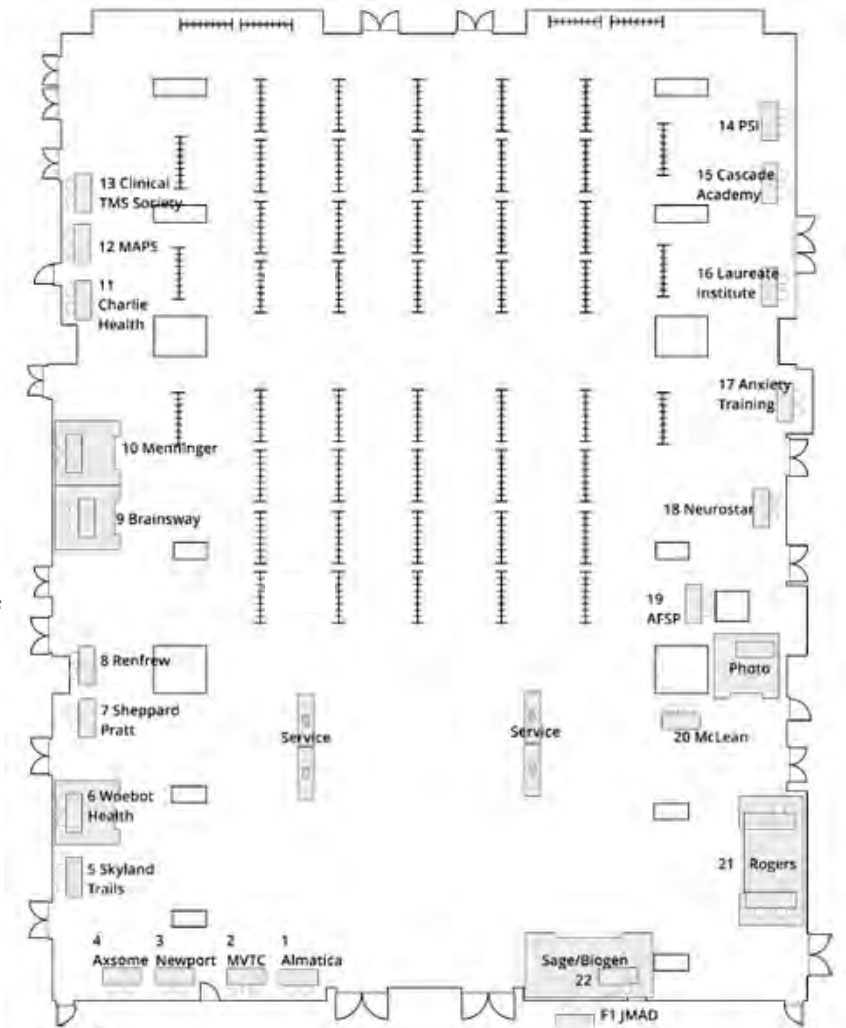 14 PSI
15 Cascade
Academy
13 Clinical
TMS Society
12 MAPS
16 Laureate
Institute
11
Charlie
Health
17 Anxiety
Training
10 Menninger
18 Neurostar
9 Brainsway
19
AFSP
8 Renfrew
Photo
7 Sheppard
Pratt
Service
Service
20 McLean
6 Woebot
Health
5 Skyland
Trails
21 Rogers
4
Axsome
3
Newport
2
MVTC
1
Almatica
Sage/Biogen
22
F1 JMAD